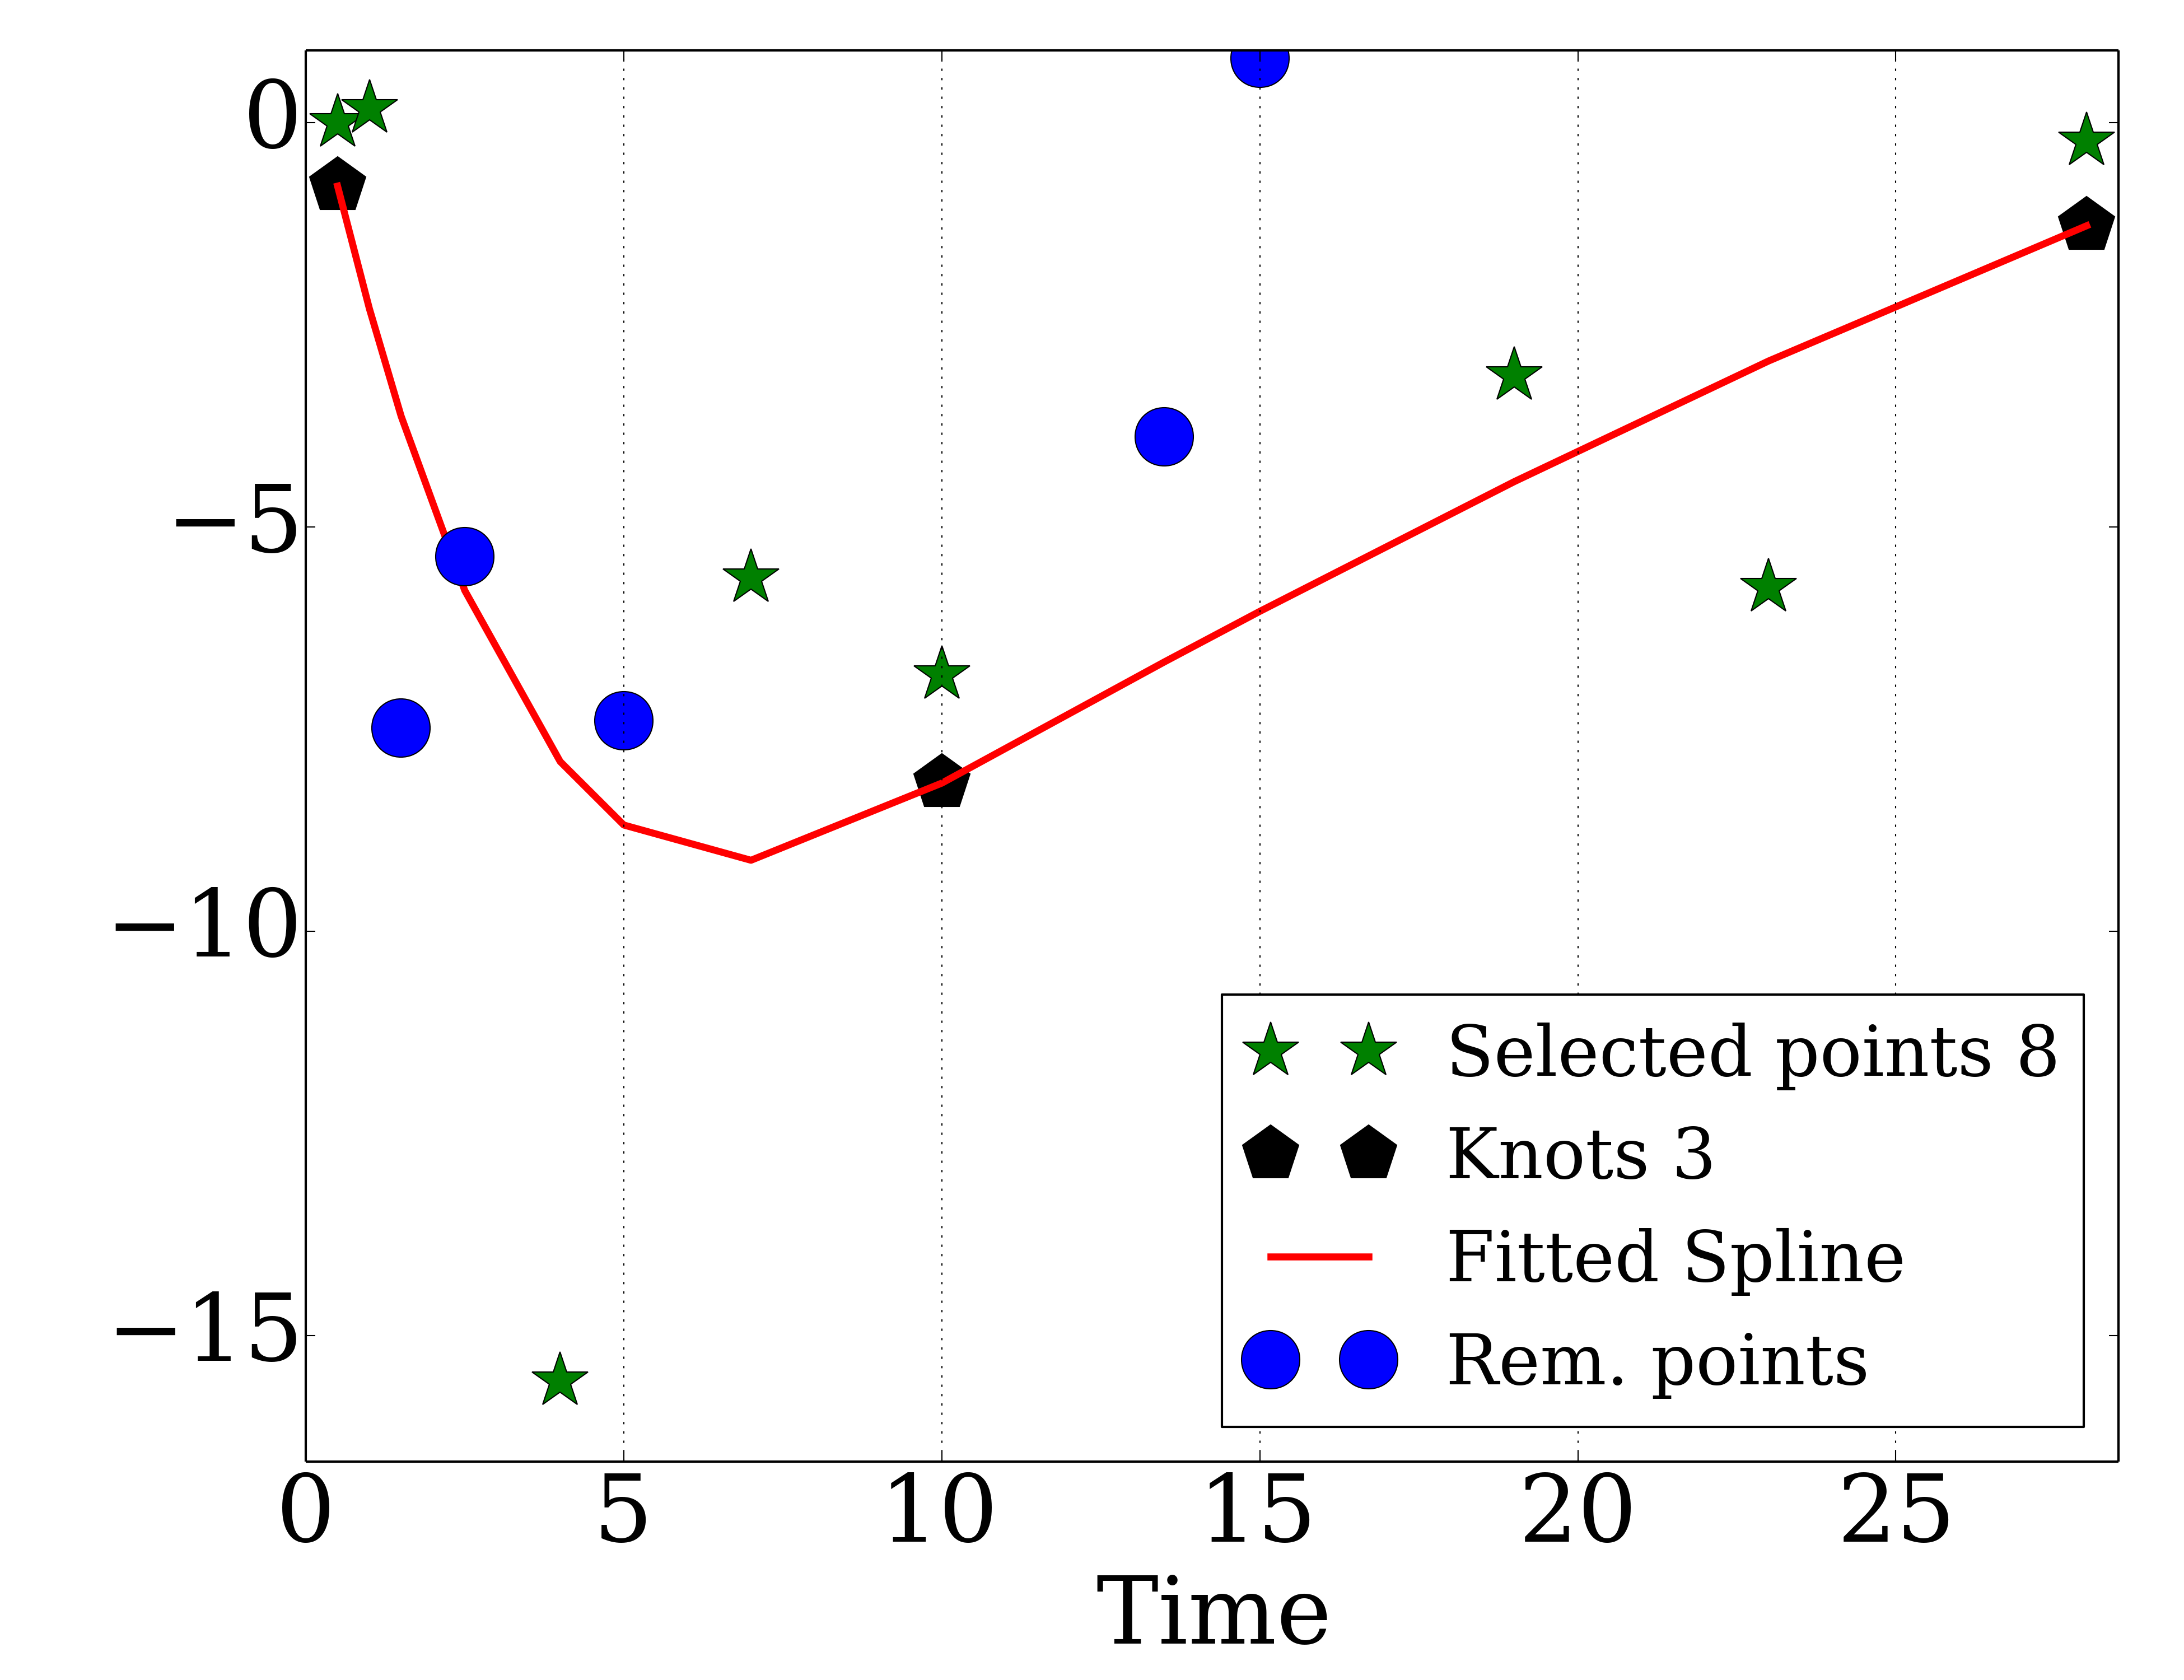 0
−5
−10
−15
0 5 10 15 20 25
Time
Selected points 8
Knots 3
Fitted Spline
Rem. points